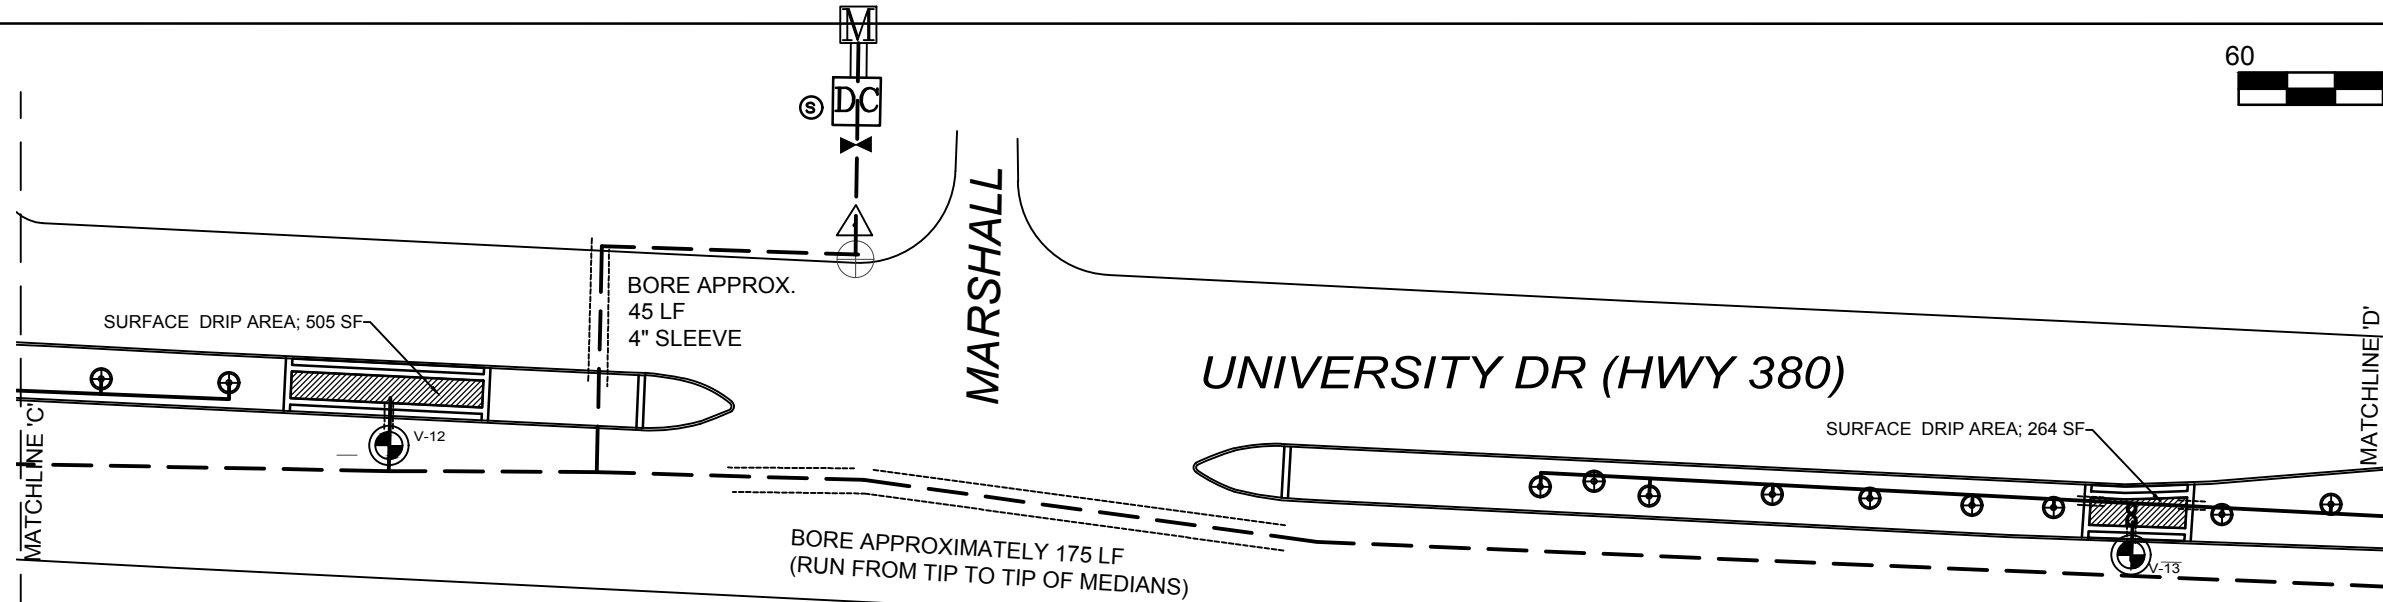 M
60
DC
S
MARSHALL
BORE APPROX.
45 LF
4" SLEEVE
SURFACE DRIP AREA; 505 SF
UNIVERSITY DR (HWY 380)
MATCHLINE 'D'
MATCHLINE 'C'
V-12
SURFACE DRIP AREA; 264 SF
BORE APPROXIMATELY 175 LF
(RUN FROM TIP TO TIP OF MEDIANS)
V-13